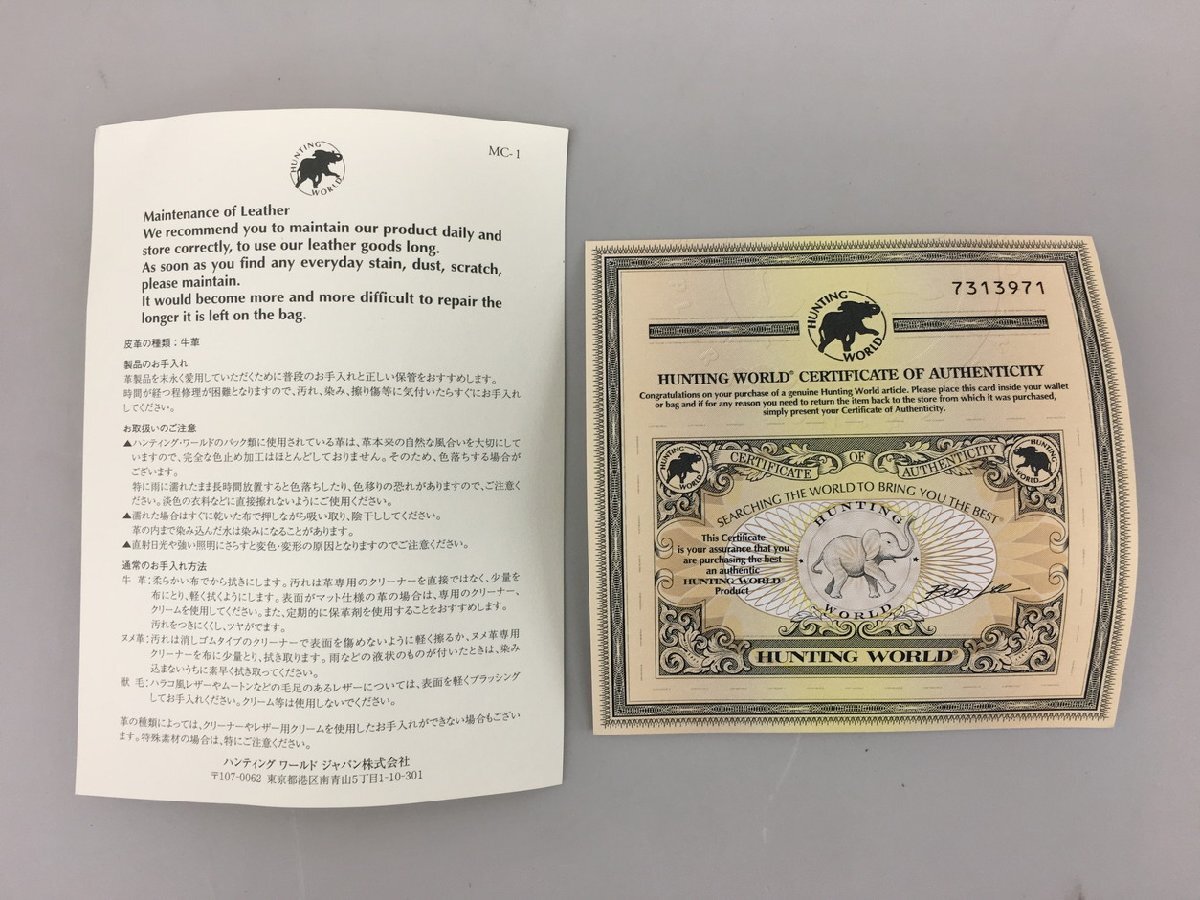 HUNTING WORLD
MC-1
Maintenance of Leather
We recommend you to maintain our product daily and
store correctly, to use our leather goods long.
As soon as you find any everyday stain, dust, scratch,
please maintain.
It would become more and more difficult to repair the
longer it is left on the bag.
皮革の種類；牛革
製品のお手入れ
革製品を末永く愛用していただくために普段のお手入れと正しい保管をおすすめします。
時間が経つ程修理が困難となりますので、汚れ、染み、擦り傷等に気付いたらすぐにお手入れ
してください。
お取扱いのご注意
▲ハンティング・ワールドのバック類に使用されている革は、革本来の自然な風合いを大切にして
いますので、完全な色止め加工はほとんどしておりません。そのため、色落ちする場合が
ございます。
特に雨に濡れたまま長時間放置すると色落ちしたり、色移りの恐れがありますので、ご注意く
ださい。淡色の衣料などに直接擦れないようにご使用ください。
▲濡れた場合はすぐに乾いた布で押しながら吸い取り、陰干ししてください。
革の内まで染み込んだ水は染みになることがあります。
▲直射日光や強い照明にさらすと変色・変形の原因となりますのでご注意ください。
通常のお手入れ方法
牛 革：柔らかい布でから拭きにします。汚れは革専用のクリーナーを直接ではなく、少量を
布にとり、軽く拭くようにします。表面がマット仕様の革の場合は、専用のクリーナー、
クリームを使用してください。また、定期的に保革剤を使用することをおすすめします。
汚れをつきにくくし、ツヤがでます。
ヌメ革：汚れは消しゴムタイプのクリーナーで表面を傷めないように軽く擦るか、ヌメ革専用
クリーナーを布に少量とり、拭き取ります。雨などの液状のものが付いたときは、染み
込まないうちに素早く拭き取ってください。
獣 毛：ハラコ風レザーやムートンなどの毛足のあるレザーについては、表面を軽くブラッシング
してお手入れください。クリーム等は使用しないでください。
革の種類によっては、クリーナーやレザー用クリームを使用したお手入れができない場合もござい
ます。特殊素材の場合は、特にご注意ください。
ハンティング ワールド ジャパン株式会社
〒107-0062 東京都港区南青山5丁目1-10-301
7313971
HUNTING WORLD
HUNTING WORLD® CERTIFICATE OF AUTHENTICITY
Congratulations on your purchase of a genuine Hunting World article. Please place this card inside your wallet
or bag and if for any reason you need to return the item back to the store from which it was purchased,
simply present your Certificate of Authenticity.
HUNTING WORLD
CERTIFICATE OF AUTHENTICITY
HUNTING WORLD
SEARCHING THE WORLD TO BRING YOU THE BEST®
HUNTING WORLD
This Certificate
is your assurance that you
are purchasing the best
an authentic
HUNTING WORLD®
Product
Bob Lee
HUNTING WORLD®